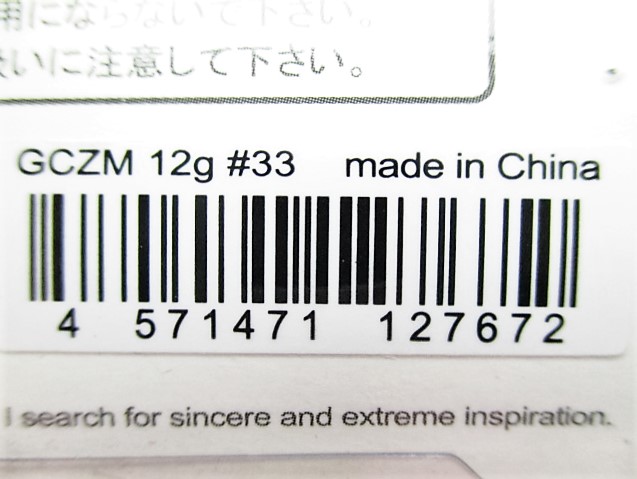 用にならないで下さい。
いに注意して下さい。
GCZM 12g #33 made in China
4 571471 127672
I search for sincere and extreme inspiration.